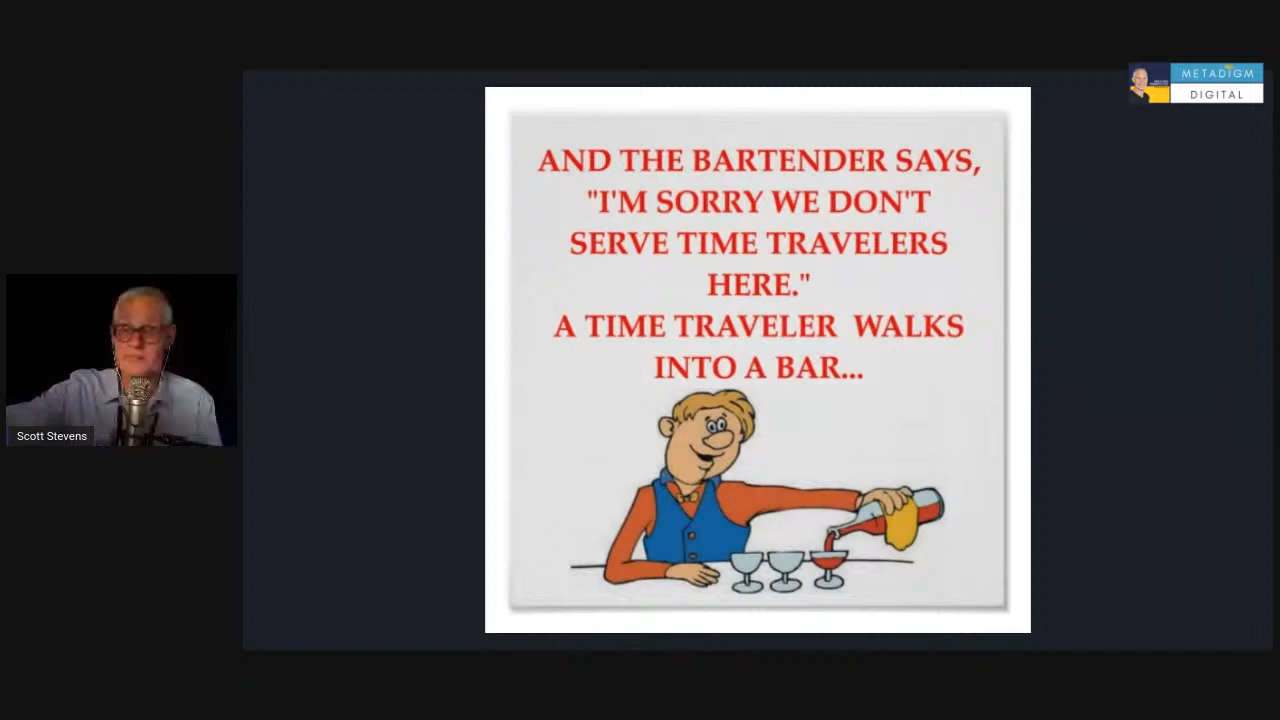 METADIGM
DIGITAL
AND THE BARTENDER SAYS,
"I'M SORRY WE DON'T
SERVE TIME TRAVELERS
HERE."
A TIME TRAVELER WALKS
INTO A BAR...
Scott Stevens